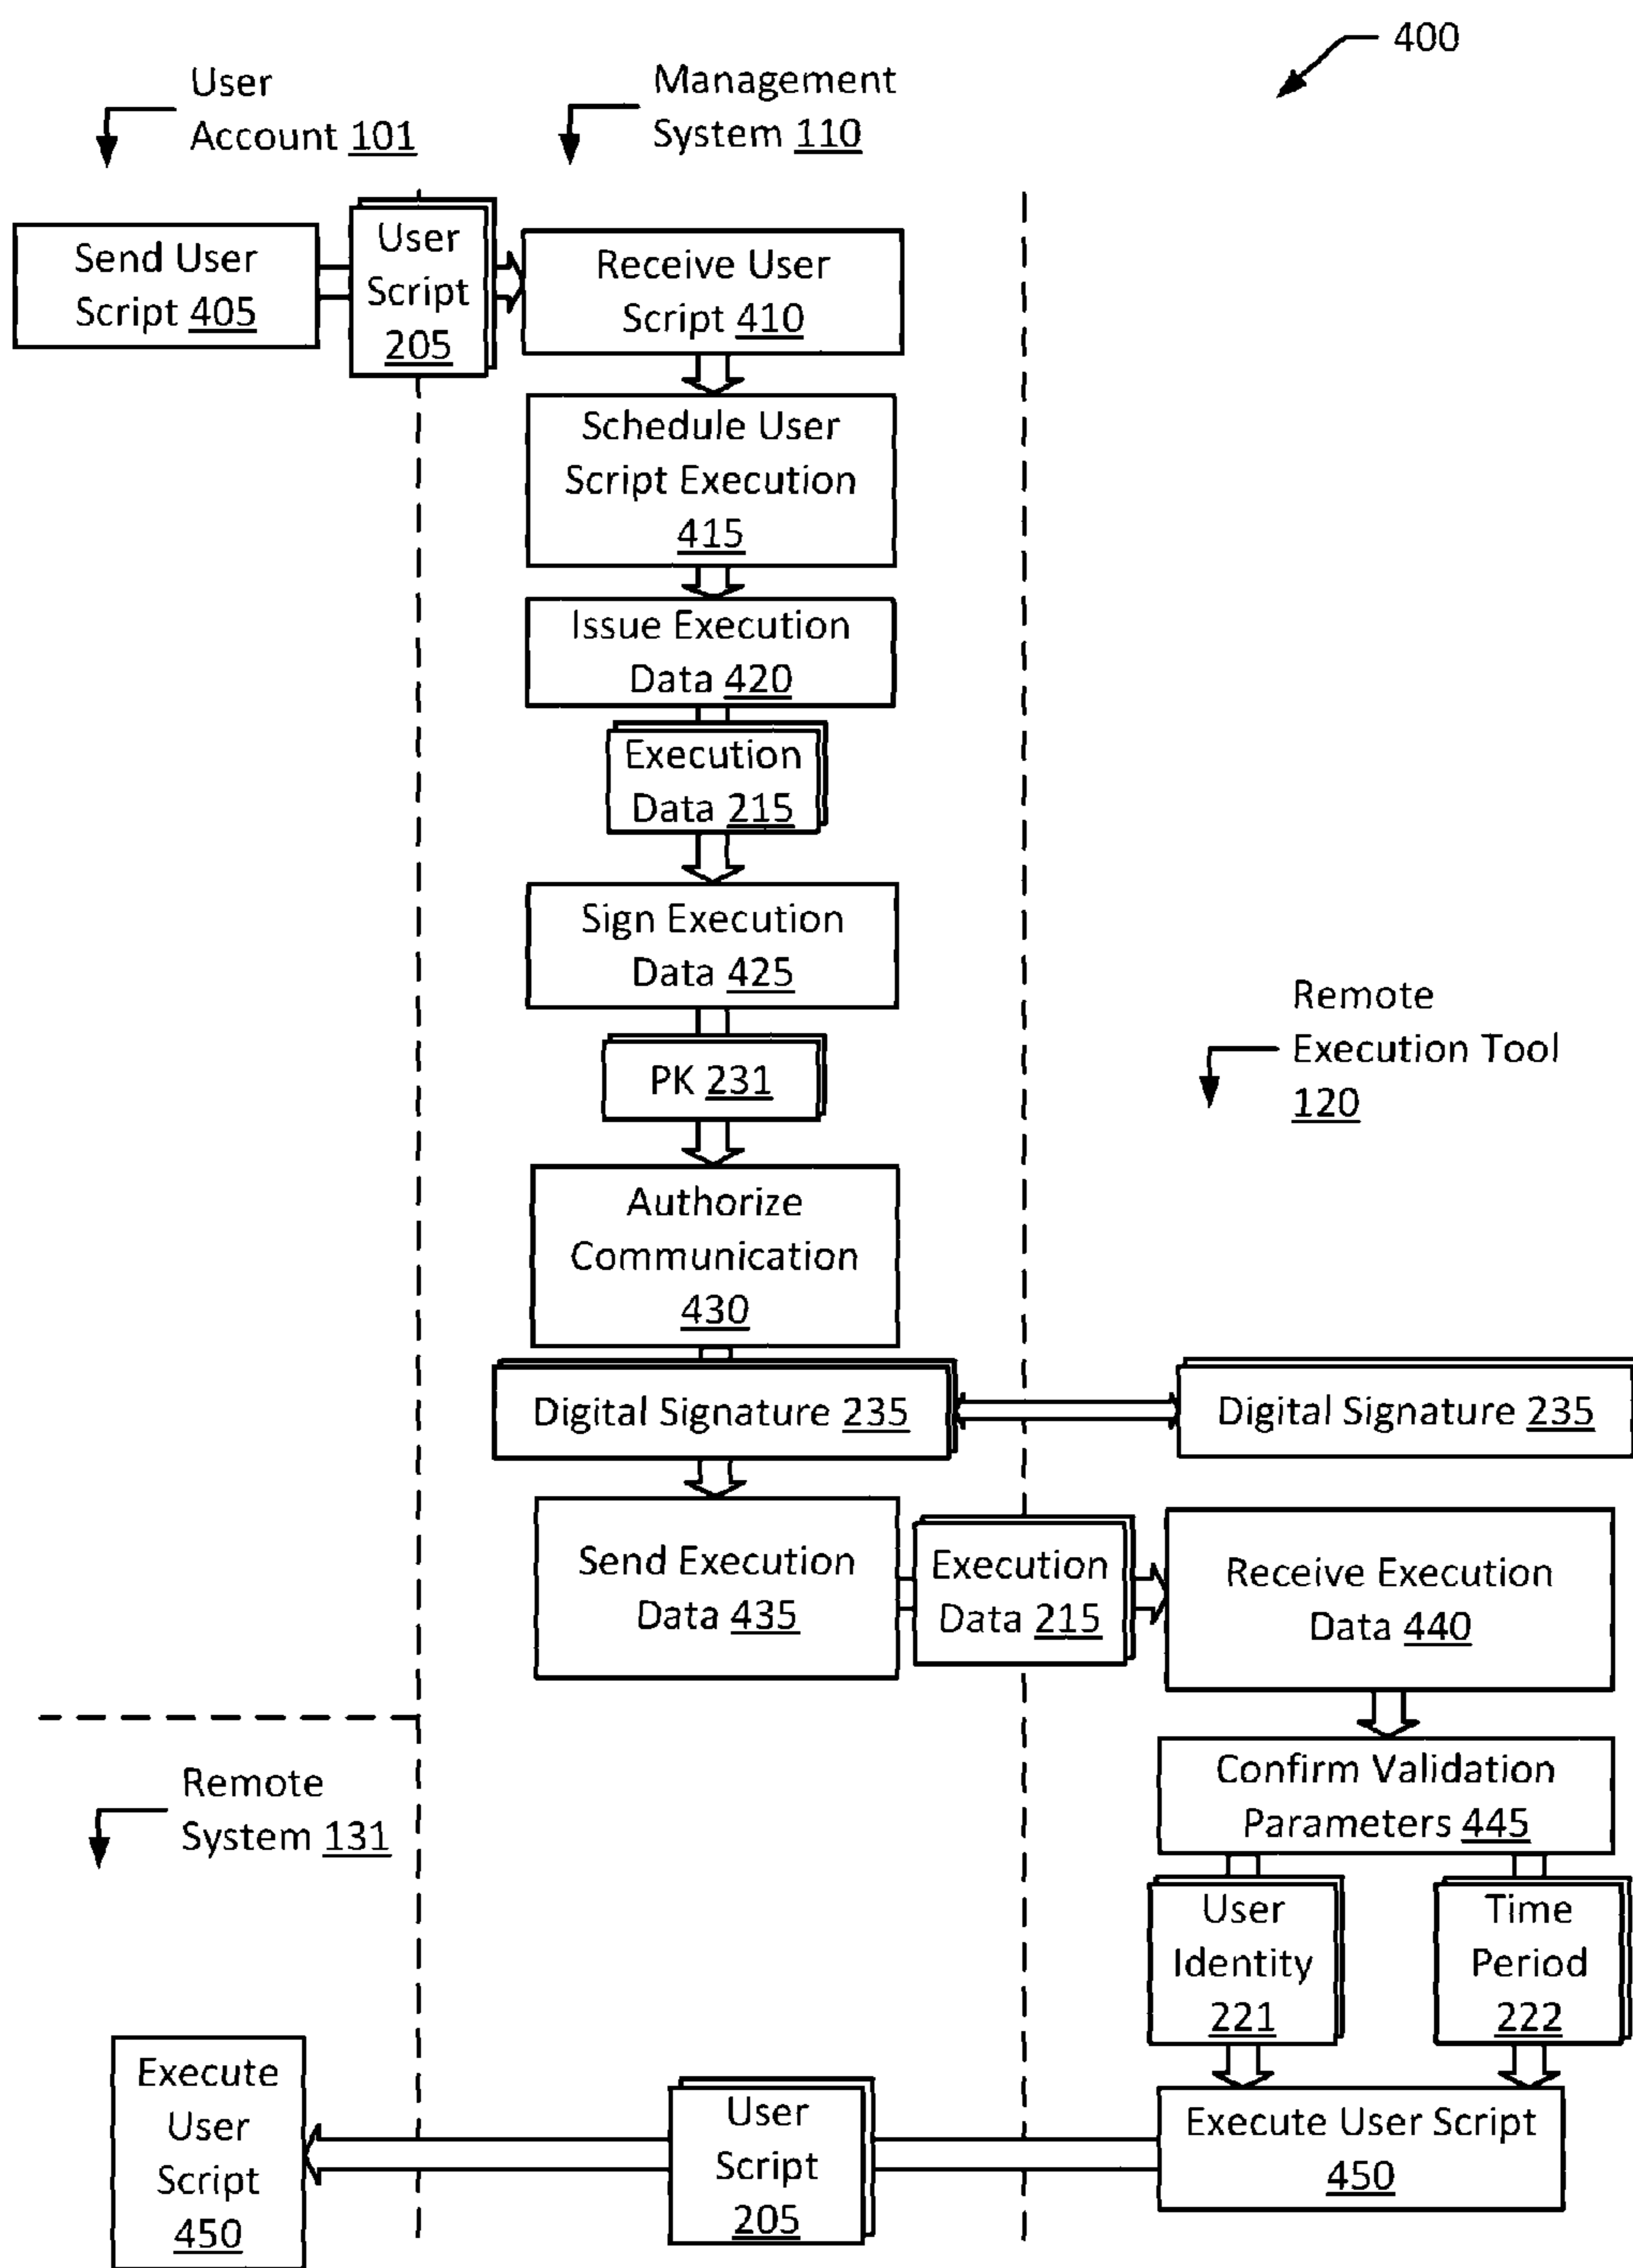 400
User
Account 101
Management
System 110
Send User
Script 405
User
Script
205
Receive User
Script 410
Schedule User
Script Execution
415
Issue Execution
Data 420
Execution
Data 215
Sign Execution
Data 425
PK 231
Remote
Execution Tool
120
Authorize
Communication
430
Digital Signature 235
Digital Signature 235
Send Execution
Data 435
Execution
Data 215
Receive Execution
Data 440
Confirm Validation
Parameters 445
Remote
System 131
User
Identity
221
Time
Period
222
Execute User Script
450
User
Script
205
Execute
User
Script
450